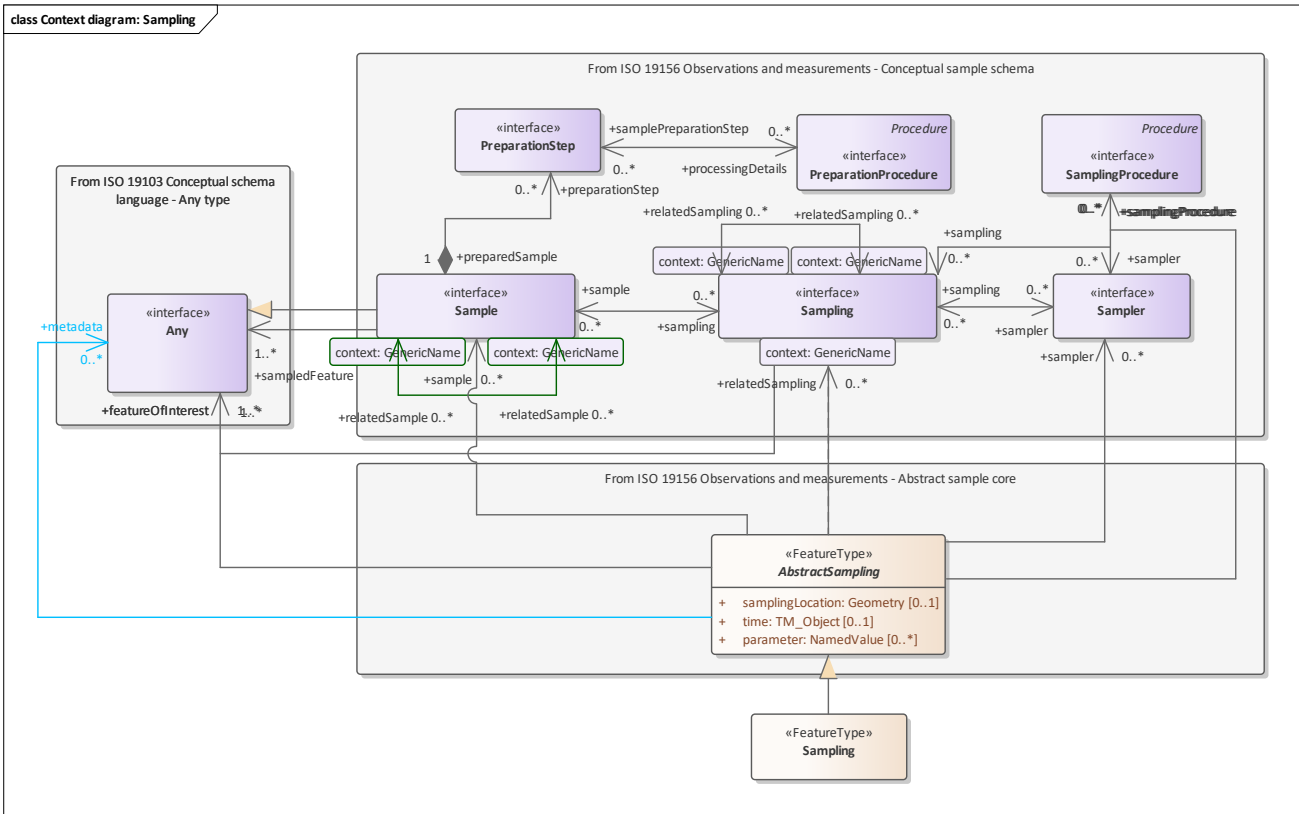 class Context diagram: Sampling
From ISO 19156 Observations and measurements - Conceptual sample schema
«interface»
PreparationStep
+samplePreparationStep
0..*
0..*
+processingDetails
Procedure
«interface»
PreparationProcedure
Procedure
«interface»
SamplingProcedure
From ISO 19103 Conceptual schema
language - Any type
0..*
+preparationStep
+relatedSampling 0..*
+relatedSampling 0..*
0..*
+samplingProcedure
+sampling
0..*
1
+preparedSample
context: GenericName
context: GenericName
0..*
+sampler
«interface»
Any
«interface»
Sample
+sample
0..*
0..*
+sampling
«interface»
Sampling
+sampling
0..*
0..*
+sampler
«interface»
Sampler
+metadata
0..*
1..*
+sampledFeature
context: GenericName
context: GenericName
context: GenericName
+sampler
0..*
+sample
0..*
+relatedSampling
0..*
+featureOfInterest
1..*
+relatedSample 0..*
+relatedSample 0..*
From ISO 19156 Observations and measurements - Abstract sample core
«FeatureType»
AbstractSampling
+ samplingLocation: Geometry [0..1]
+ time: TM_Object [0..1]
+ parameter: NamedValue [0..*]
«FeatureType»
Sampling